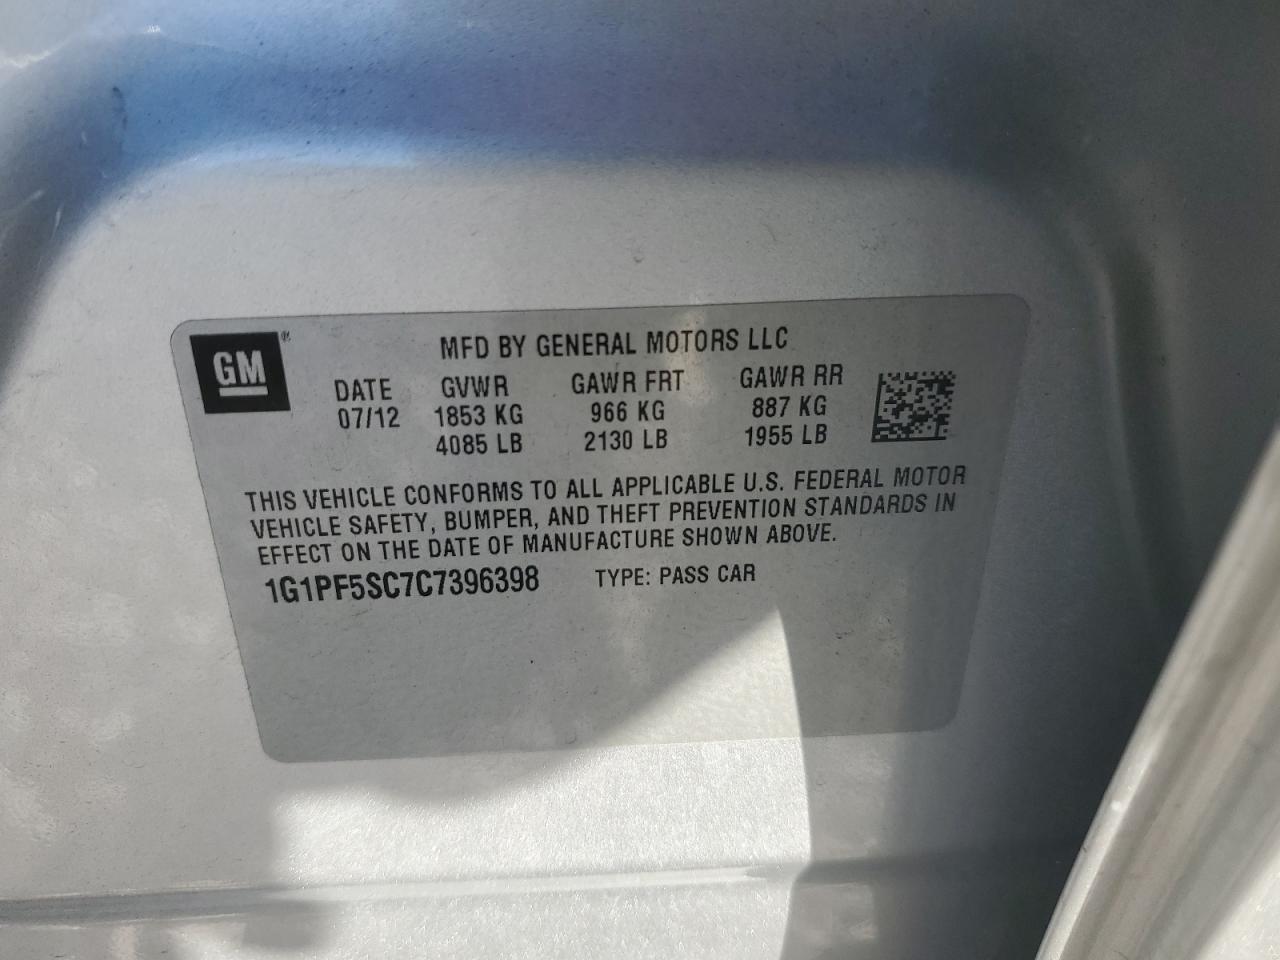 GM ®
MFD BY GENERAL MOTORS LLC
DATE GVWR GAWR FRT GAWR RR
07/12 1853 KG 966 KG 887 KG
4085 LB 2130 LB 1955 LB
THIS VEHICLE CONFORMS TO ALL APPLICABLE U.S. FEDERAL MOTOR
VEHICLE SAFETY, BUMPER, AND THEFT PREVENTION STANDARDS IN
EFFECT ON THE DATE OF MANUFACTURE SHOWN ABOVE.
1G1PF5SC7C7396398 TYPE: PASS CAR